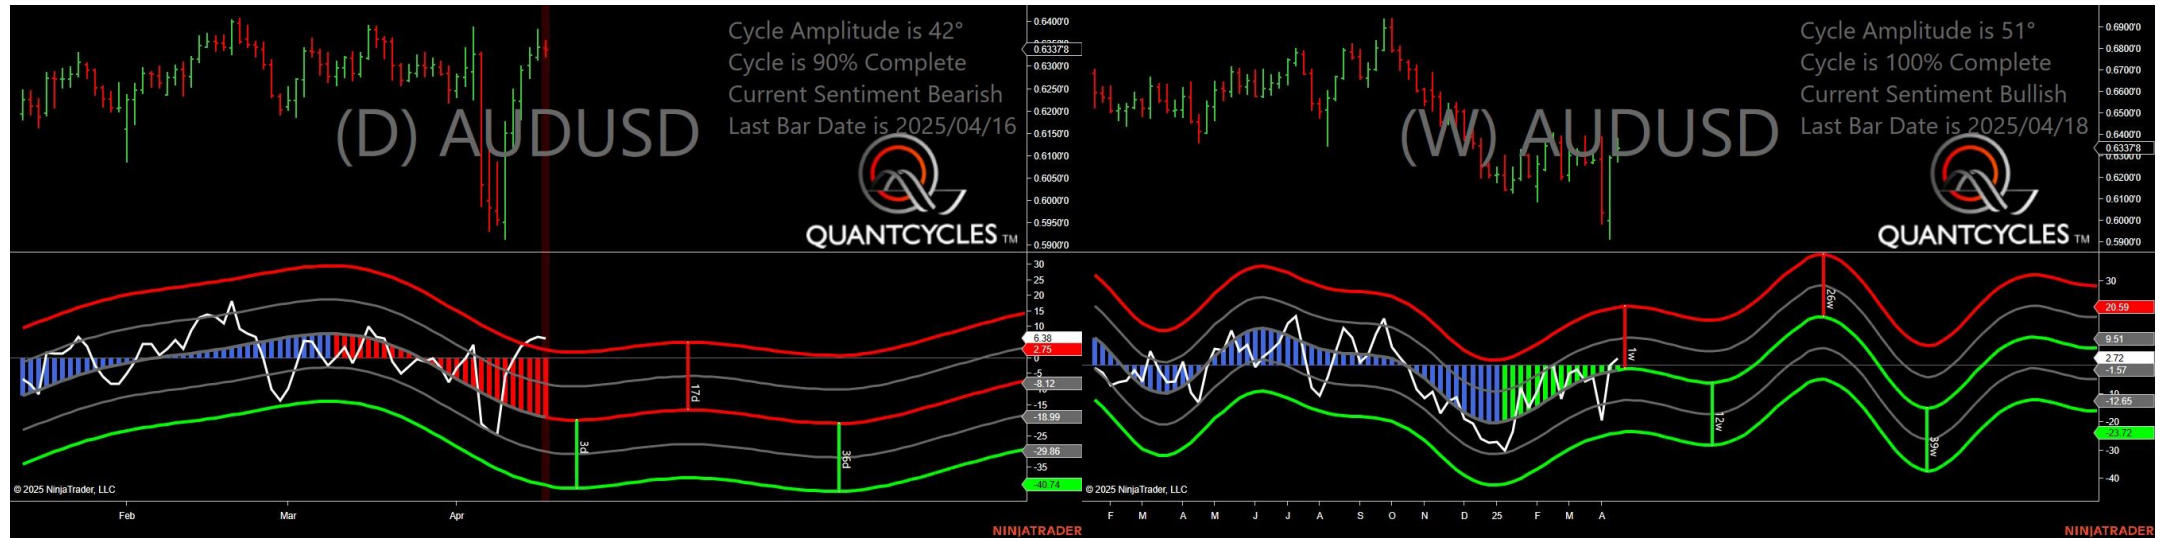 Cycle Amplitude is 42°
Cycle is 90% Complete
Current Sentiment Bearish
Last Bar Date is 2025/04/16
(D) AUDUSD
QUANTCYCLES TM
0.6400'0
0.6337'8
0.6300'0
0.6250'0
0.6200'0
0.6150'0
0.6100'0
0.6050'0
0.6000'0
0.5950'0
0.5900'0
30
25
20
15
10
6.38
2.75
0
-5
-8.12
-15
-18.99
-25
-29.86
-35
-40.74
3d
17d
36d
© 2025 NinjaTrader, LLC
Feb
Mar
Apr
NINJATRADER
Cycle Amplitude is 51°
Cycle is 100% Complete
Current Sentiment Bullish
Last Bar Date is 2025/04/18
(W) AUDUSD
QUANTCYCLES TM
0.6900'0
0.6800'0
0.6700'0
0.6600'0
0.6500'0
0.6400'0
0.6337'8
0.6300'0
0.6200'0
0.6100'0
0.6000'0
0.5900'0
30
20.59
9.51
2.72
-1.57
-12.65
-20
-23.72
-30
-40
1w
12w
26w
39w
© 2025 NinjaTrader, LLC
F M A M J J A S O N D 25 F M A
NINJATRADER